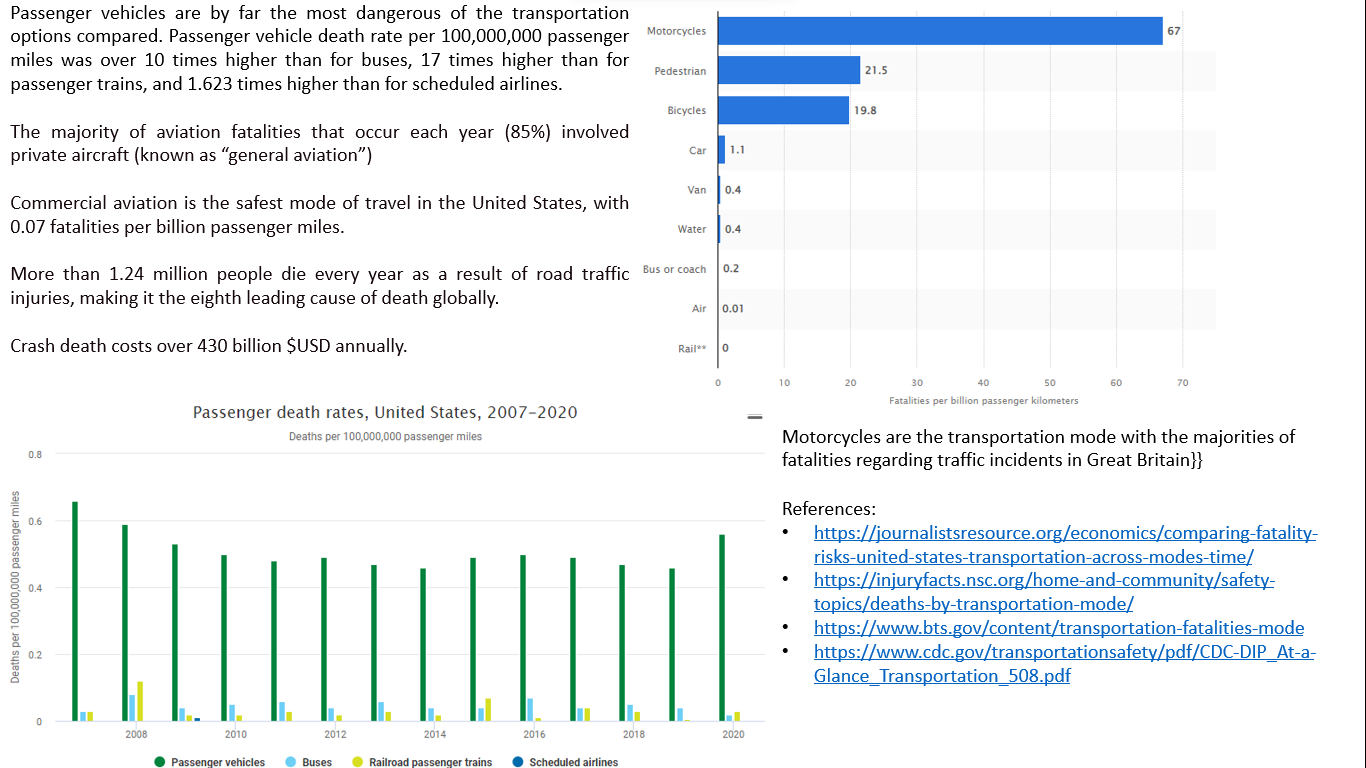 Passenger vehicles are by far the most dangerous of the transportation
options compared. Passenger vehicle death rate per 100,000,000 passenger
miles was over 10 times higher than for buses, 17 times higher than for
passenger trains, and 1.623 times higher than for scheduled airlines.
The majority of aviation fatalities that occur each year (85%) involved
private aircraft (known as “general aviation”)
Commercial aviation is the safest mode of travel in the United States, with
0.07 fatalities per billion passenger miles.
More than 1.24 million people die every year as a result of road traffic
injuries, making it the eighth leading cause of death globally.
Crash death costs over 430 billion $USD annually.
Motorcycles 67
Pedestrian 21.5
Bicycles 19.8
Car 1.1
Van 0.4
Water 0.4
Bus or coach 0.2
Air 0.01
Rail** 0
0 10 20 30 40 50 60 70
Fatalities per billion passenger kilometers
Passenger death rates, United States, 2007–2020
Deaths per 100,000,000 passenger miles
Deaths per 100,000,000 passenger miles
0.8
0.6
0.4
0.2
0
2008 2010 2012 2014 2016 2018 2020
Passenger vehicles Buses Railroad passenger trains Scheduled airlines
Motorcycles are the transportation mode with the majorities of
fatalities regarding traffic incidents in Great Britain}}
References:
• https://journalistsresource.org/economics/comparing-fatality-
risks-united-states-transportation-across-modes-time/
• https://injuryfacts.nsc.org/home-and-community/safety-
topics/deaths-by-transportation-mode/
• https://www.bts.gov/content/transportation-fatalities-mode
• https://www.cdc.gov/transportationsafety/pdf/CDC-DIP_At-a-
Glance_Transportation_508.pdf